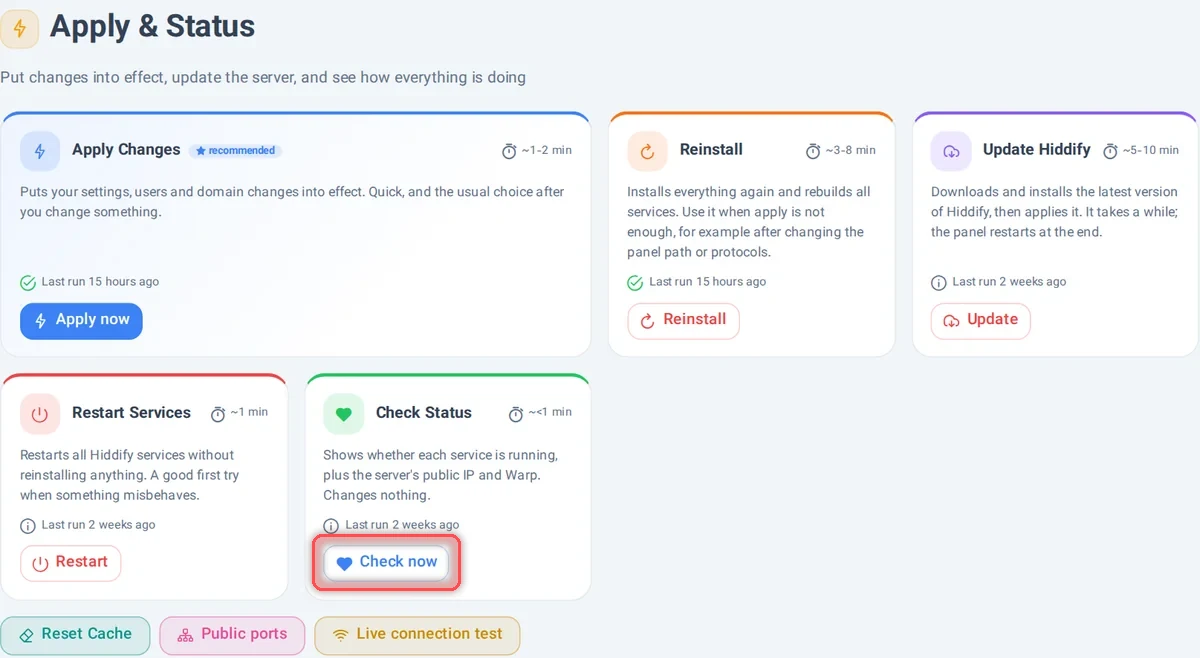 Apply & Status
Put changes into effect, update the server, and see how everything is doing
Apply Changes
recommended
~1-2 min
Puts your settings, users and domain changes into effect. Quick, and the usual choice after
you change something.
Last run 15 hours ago
Apply now
Reinstall
~3-8 min
Installs everything again and rebuilds all
services. Use it when apply is not
enough, for example after changing the
panel path or protocols.
Last run 15 hours ago
Reinstall
Update Hiddify
~5-10 min
Downloads and installs the latest version
of Hiddify, then applies it. It takes a while;
the panel restarts at the end.
Last run 2 weeks ago
Update
Restart Services
~1 min
Restarts all Hiddify services without
reinstalling anything. A good first try
when something misbehaves.
Last run 2 weeks ago
Restart
Check Status
~<1 min
Shows whether each service is running,
plus the server's public IP and Warp.
Changes nothing.
Last run 2 weeks ago
Check now
Reset Cache
Public ports
Live connection test